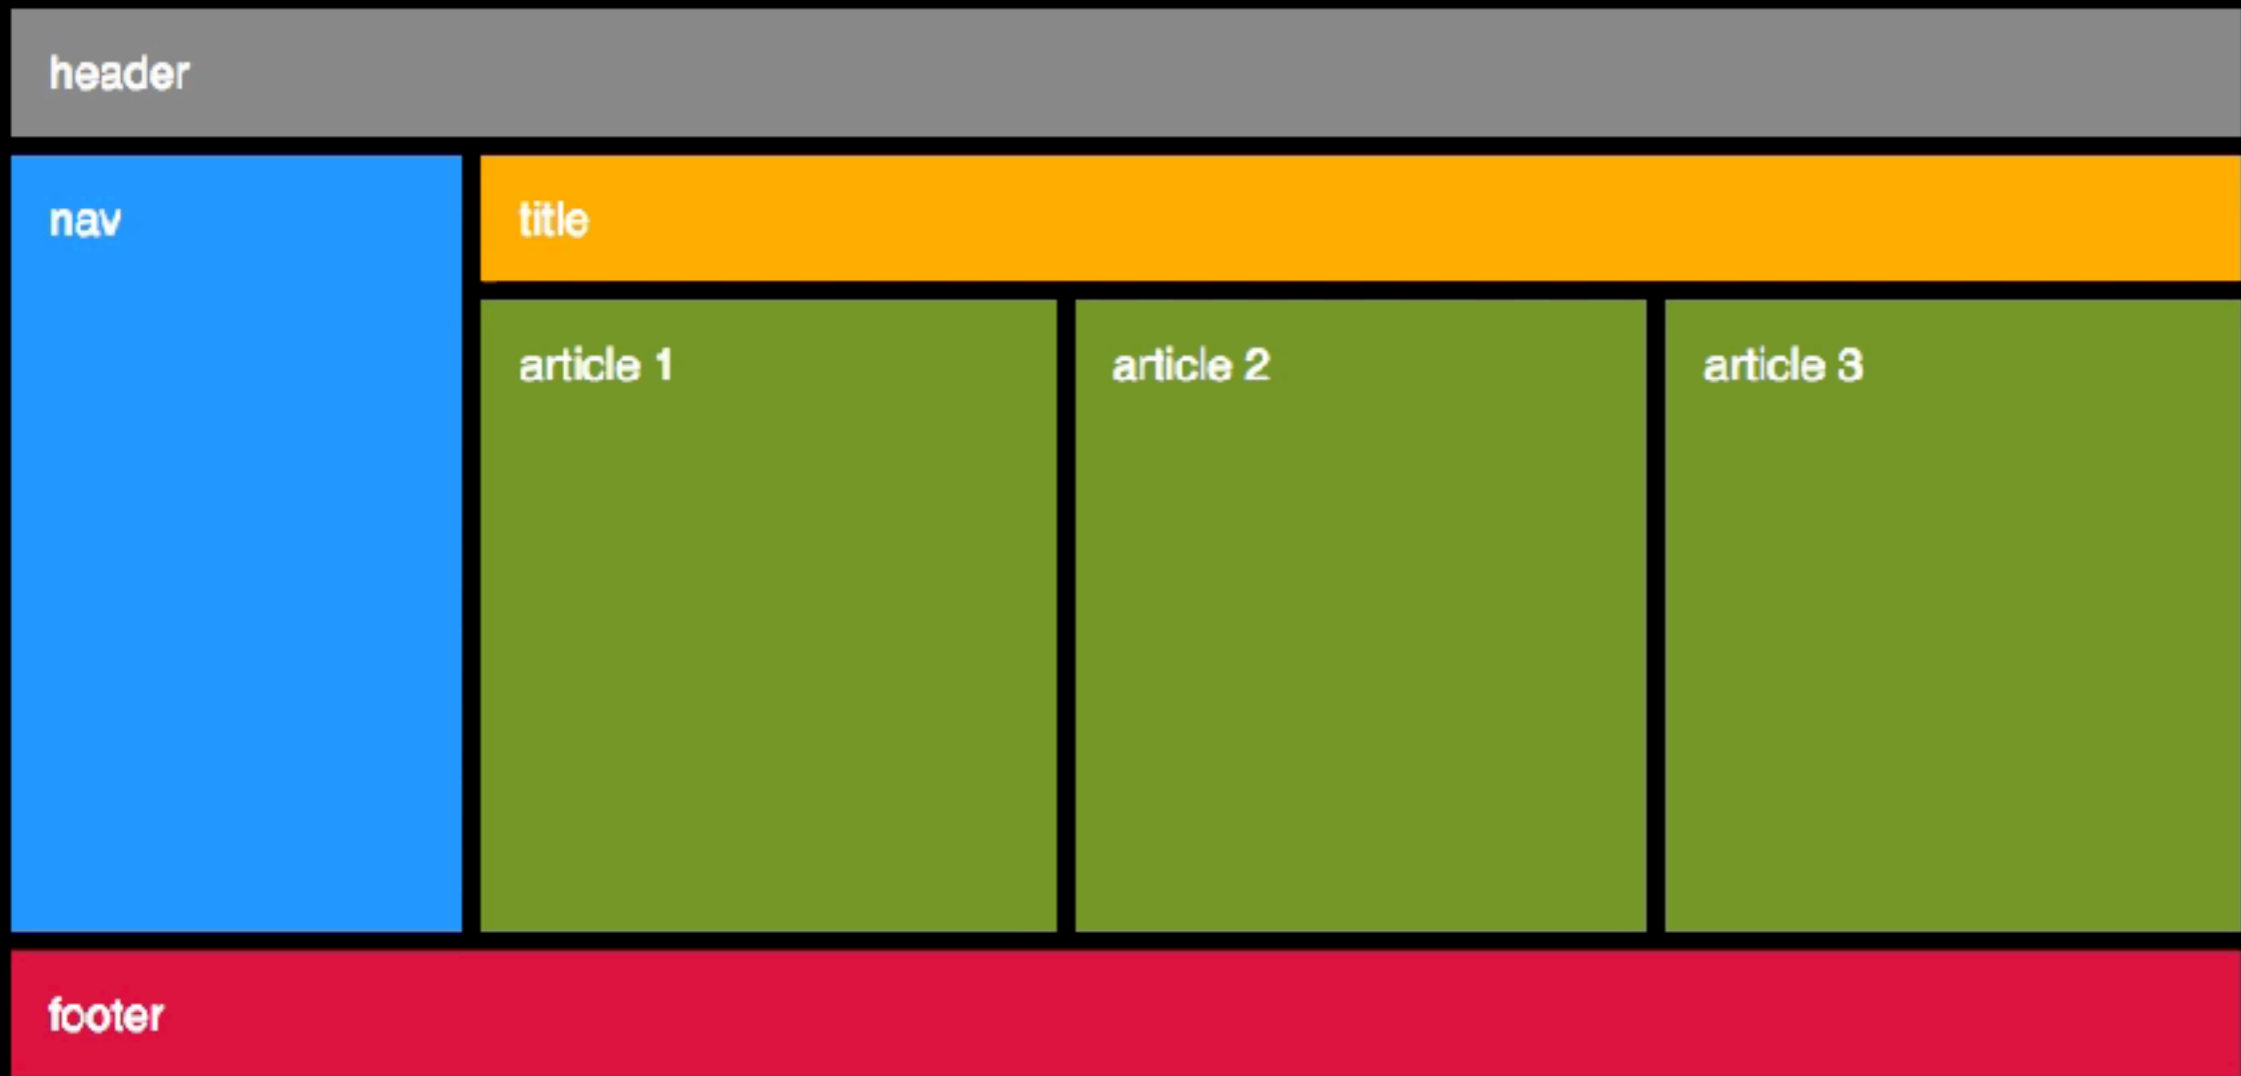 header
nav
title
article 1
article 2
article 3
footer